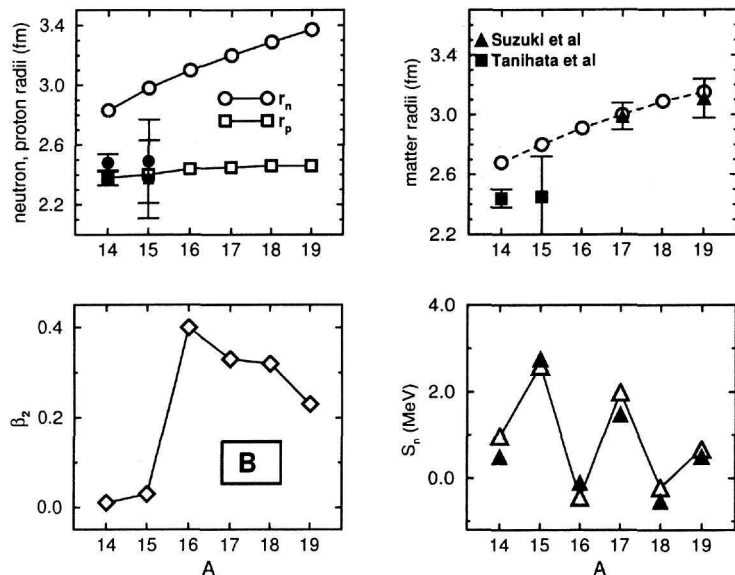 neutron, proton radii (fm)
3.4
3.0
2.6
2.2
r_n
r_p
14 15 16 17 18 19
matter radii (fm)
3.4
3.0
2.6
2.2
Suzuki et al
Tanihata et al
14 15 16 17 18 19
β_2
0.4
0.2
0.0
B
14 15 16 17 18 19
A
S_n (MeV)
4.0
2.0
0.0
14 15 16 17 18 19
A